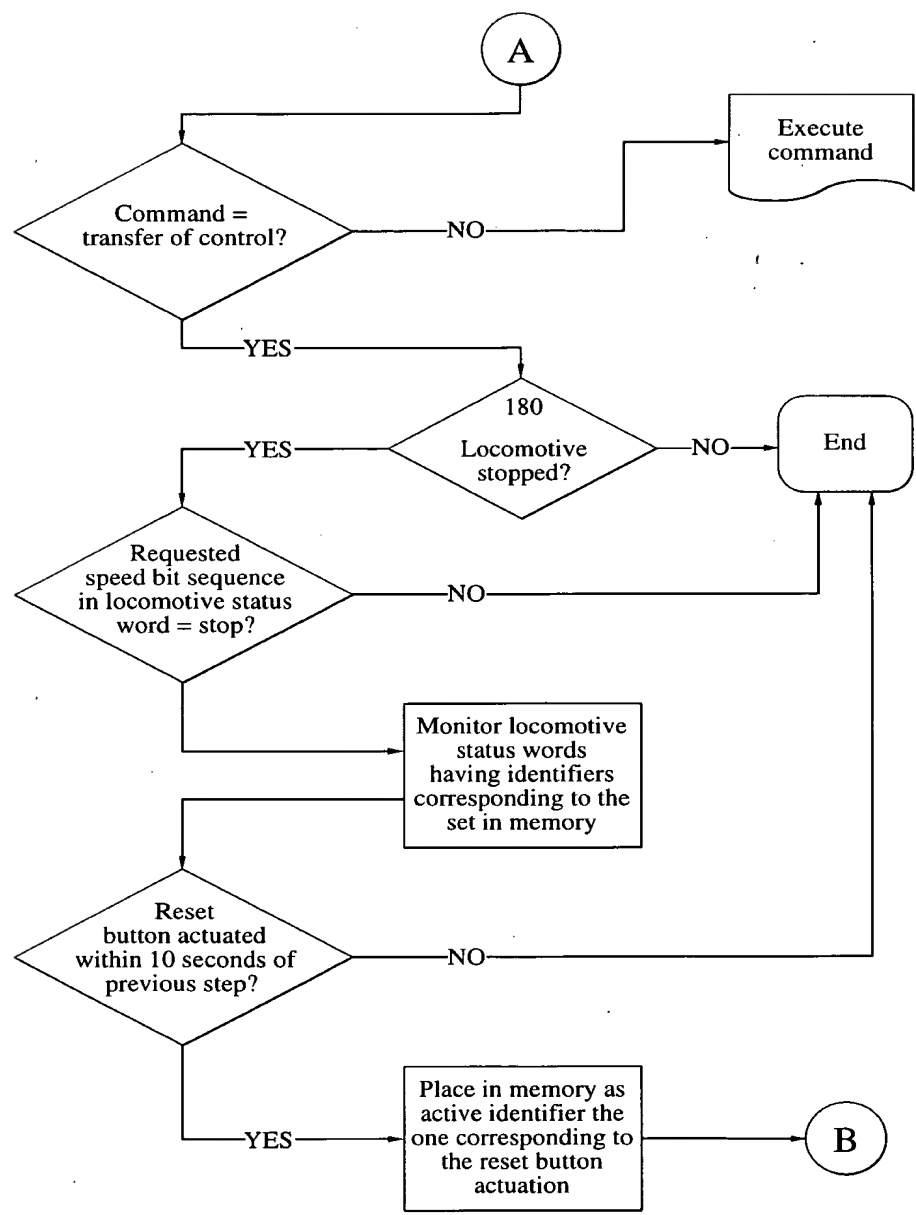 A
Execute
command
Command =
transfer of control?
NO
YES
180
Locomotive
stopped?
YES
NO
End
Requested
speed bit sequence
in locomotive status
word = stop?
NO
Monitor locomotive
status words
having identifiers
corresponding to the
set in memory
Reset
button actuated
within 10 seconds of
previous step?
NO
Place in memory as
active identifier the
one corresponding to
the reset button
actuation
YES
B